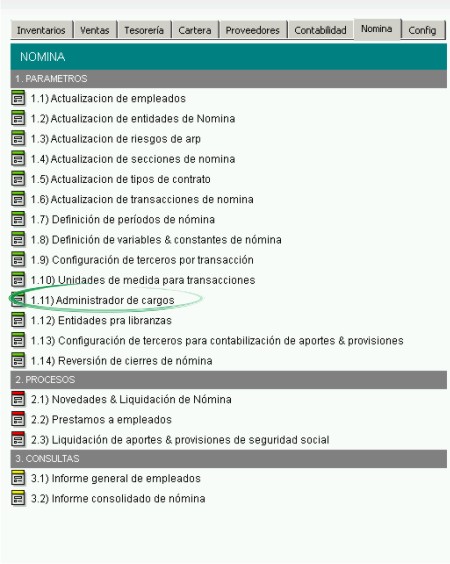 Inventarios Ventas Tesorería Cartera Proveedores Contabilidad Nomina Config
NOMINA
1. PARAMETROS
1.1) Actualizacion de empleados
1.2) Actualizacion de entidades de Nomina
1.3) Actualizacion de riesgos de arp
1.4) Actualizacion de secciones de nomina
1.5) Actualizacion de tipos de contrato
1.6) Actualizacion de transacciones de nomina
1.7) Definición de períodos de nómina
1.8) Definición de variables & constantes de nómina
1.9) Configuración de terceros por transacción
1.10) Unidades de medida para transacciones
1.11) Administrador de cargos
1.12) Entidades pra libranzas
1.13) Configuración de terceros para contabilización de aportes & provisiones
1.14) Reversión de cierres de nómina
2. PROCESOS
2.1) Novedades & Liquidación de Nómina
2.2) Prestamos a empleados
2.3) Liquidación de aportes & provisiones de seguridad social
3. CONSULTAS
3.1) Informe general de empleados
3.2) Informe consolidado de nómina